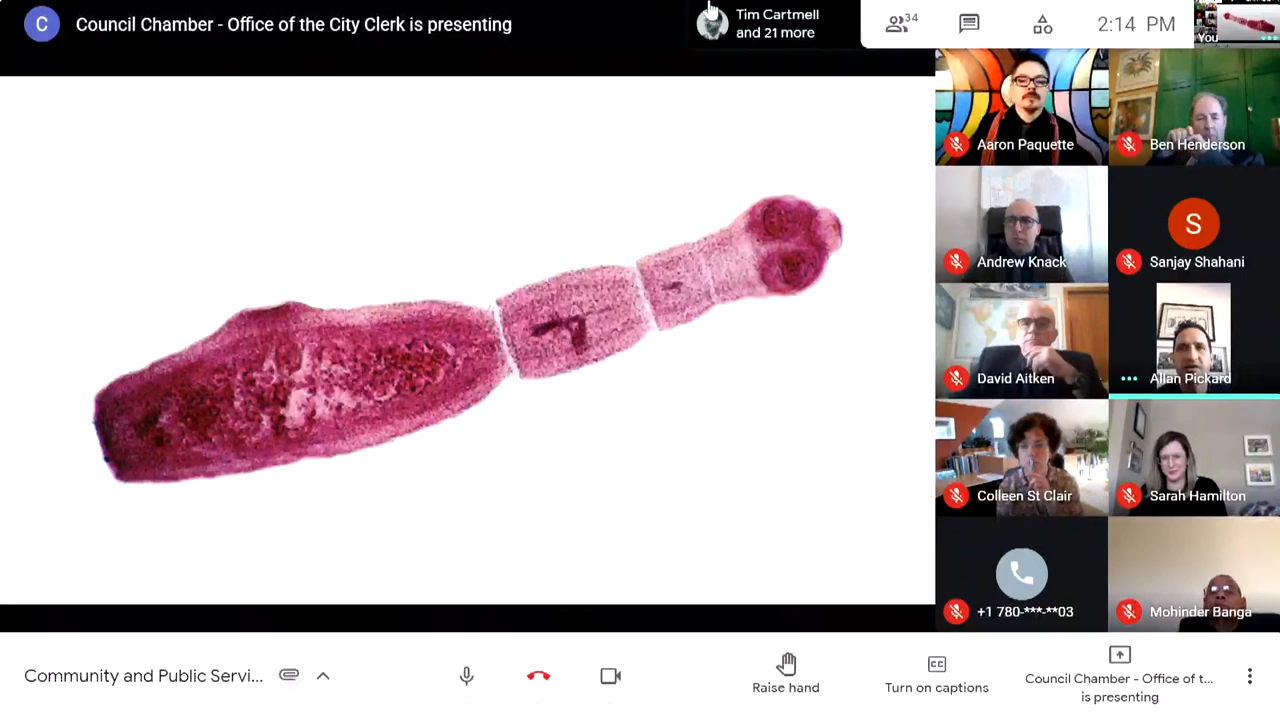 C
Council Chamber - Office of the City Clerk is presenting
Tim Cartmell
and 21 more
34
2:14 PM
You
Aaron Paquette
Ben Henderson
Andrew Knack
S
Sanjay Shahani
David Aitken
Allan Pickard
Colleen St Clair
Sarah Hamilton
+1 780-***-**03
Mohinder Banga
Community and Public Servi...
Raise hand
CC
Turn on captions
Council Chamber - Office of t...
is presenting